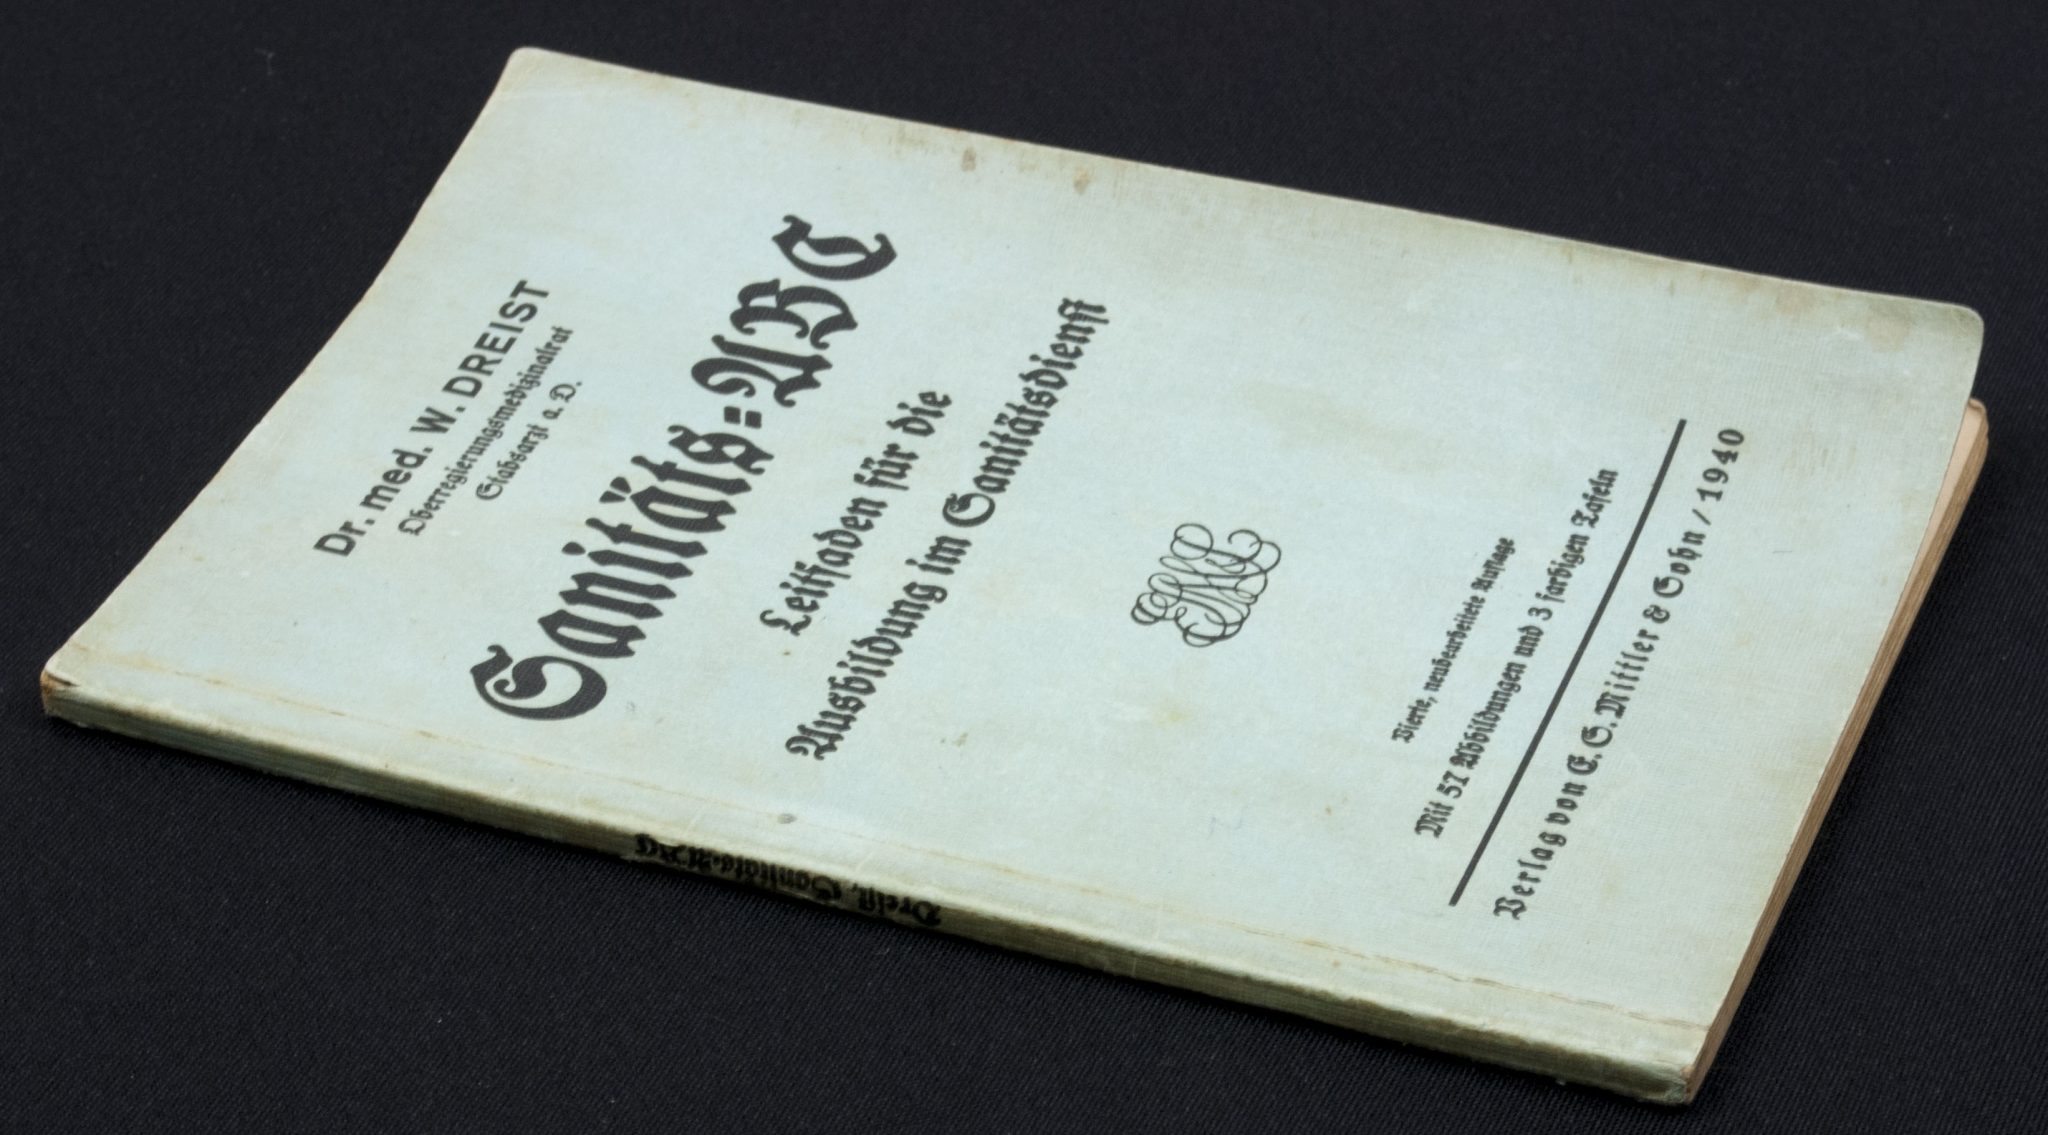 Dr. med. W. DREIST
Oberregierungsmedizinalrat
Stabsarzt a. D.
Sanitäts-ABC
Leitfaden für die
Ausbildung im Sanitätsdienst
Vierte, neubearbeitete Auflage
Mit 57 Abbildungen und 3 farbigen Tafeln
Verlag von E. S. Mittler & Sohn / 1940
Dreist, Sanitäts-ABC